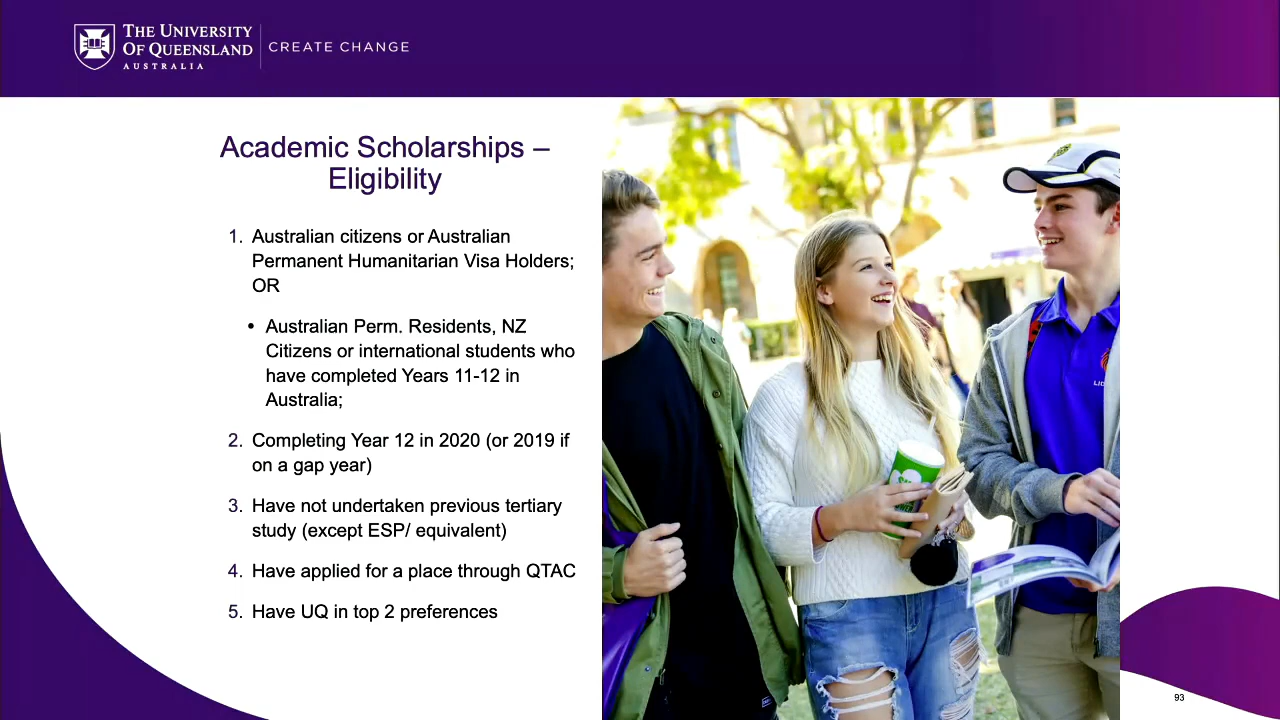 THE UNIVERSITY
OF QUEENSLAND
AUSTRALIA
CREATE CHANGE
Academic Scholarships –
Eligibility
1. Australian citizens or Australian
Permanent Humanitarian Visa Holders;
OR
• Australian Perm. Residents, NZ
Citizens or international students who
have completed Years 11-12 in
Australia;
2. Completing Year 12 in 2020 (or 2019 if
on a gap year)
3. Have not undertaken previous tertiary
study (except ESP/ equivalent)
4. Have applied for a place through QTAC
5. Have UQ in top 2 preferences
93